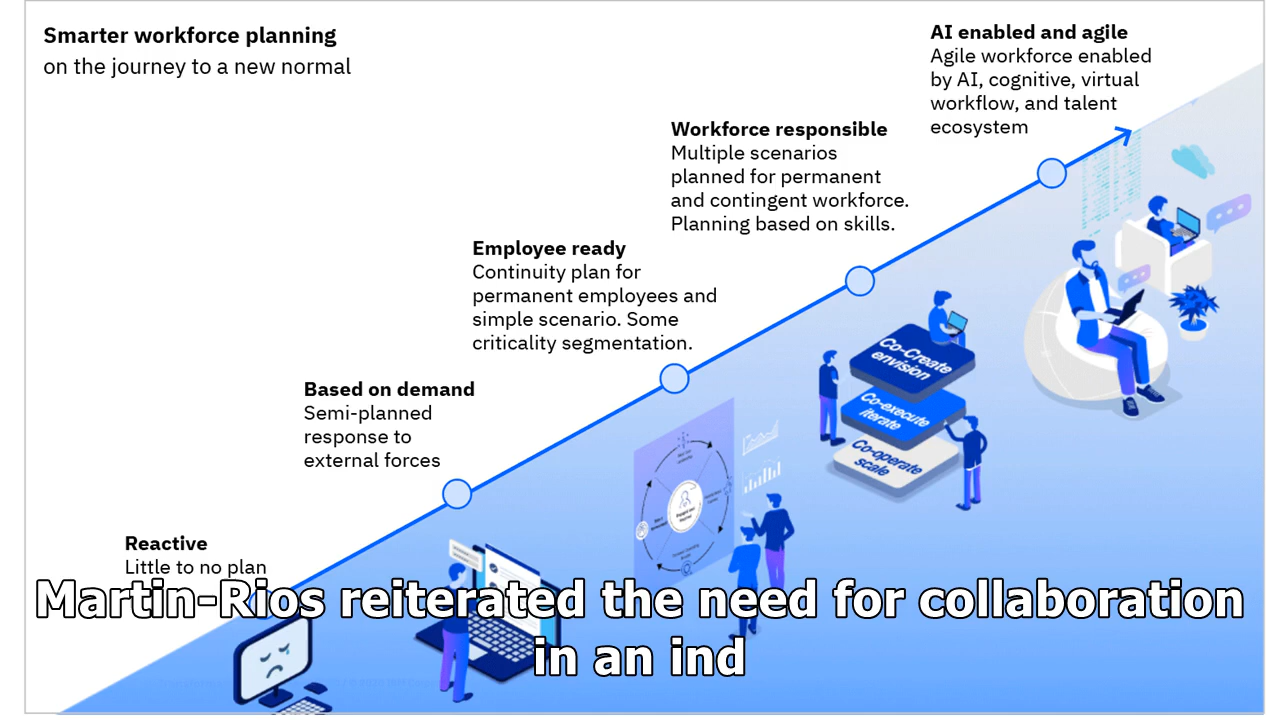 Smarter workforce planning
on the journey to a new normal
AI enabled and agile
Agile workforce enabled
by AI, cognitive, virtual
workflow, and talent
ecosystem
Workforce responsible
Multiple scenarios
planned for permanent
and contingent workforce.
Planning based on skills.
Employee ready
Continuity plan for
permanent employees and
simple scenario. Some
criticality segmentation.
Based on demand
Semi-planned
response to
external forces
Reactive
Little to no plan
Co-Create
envision
Co-execute
iterate
Co-operate
scale
Martin-Rios reiterated the need for collaboration
in an ind